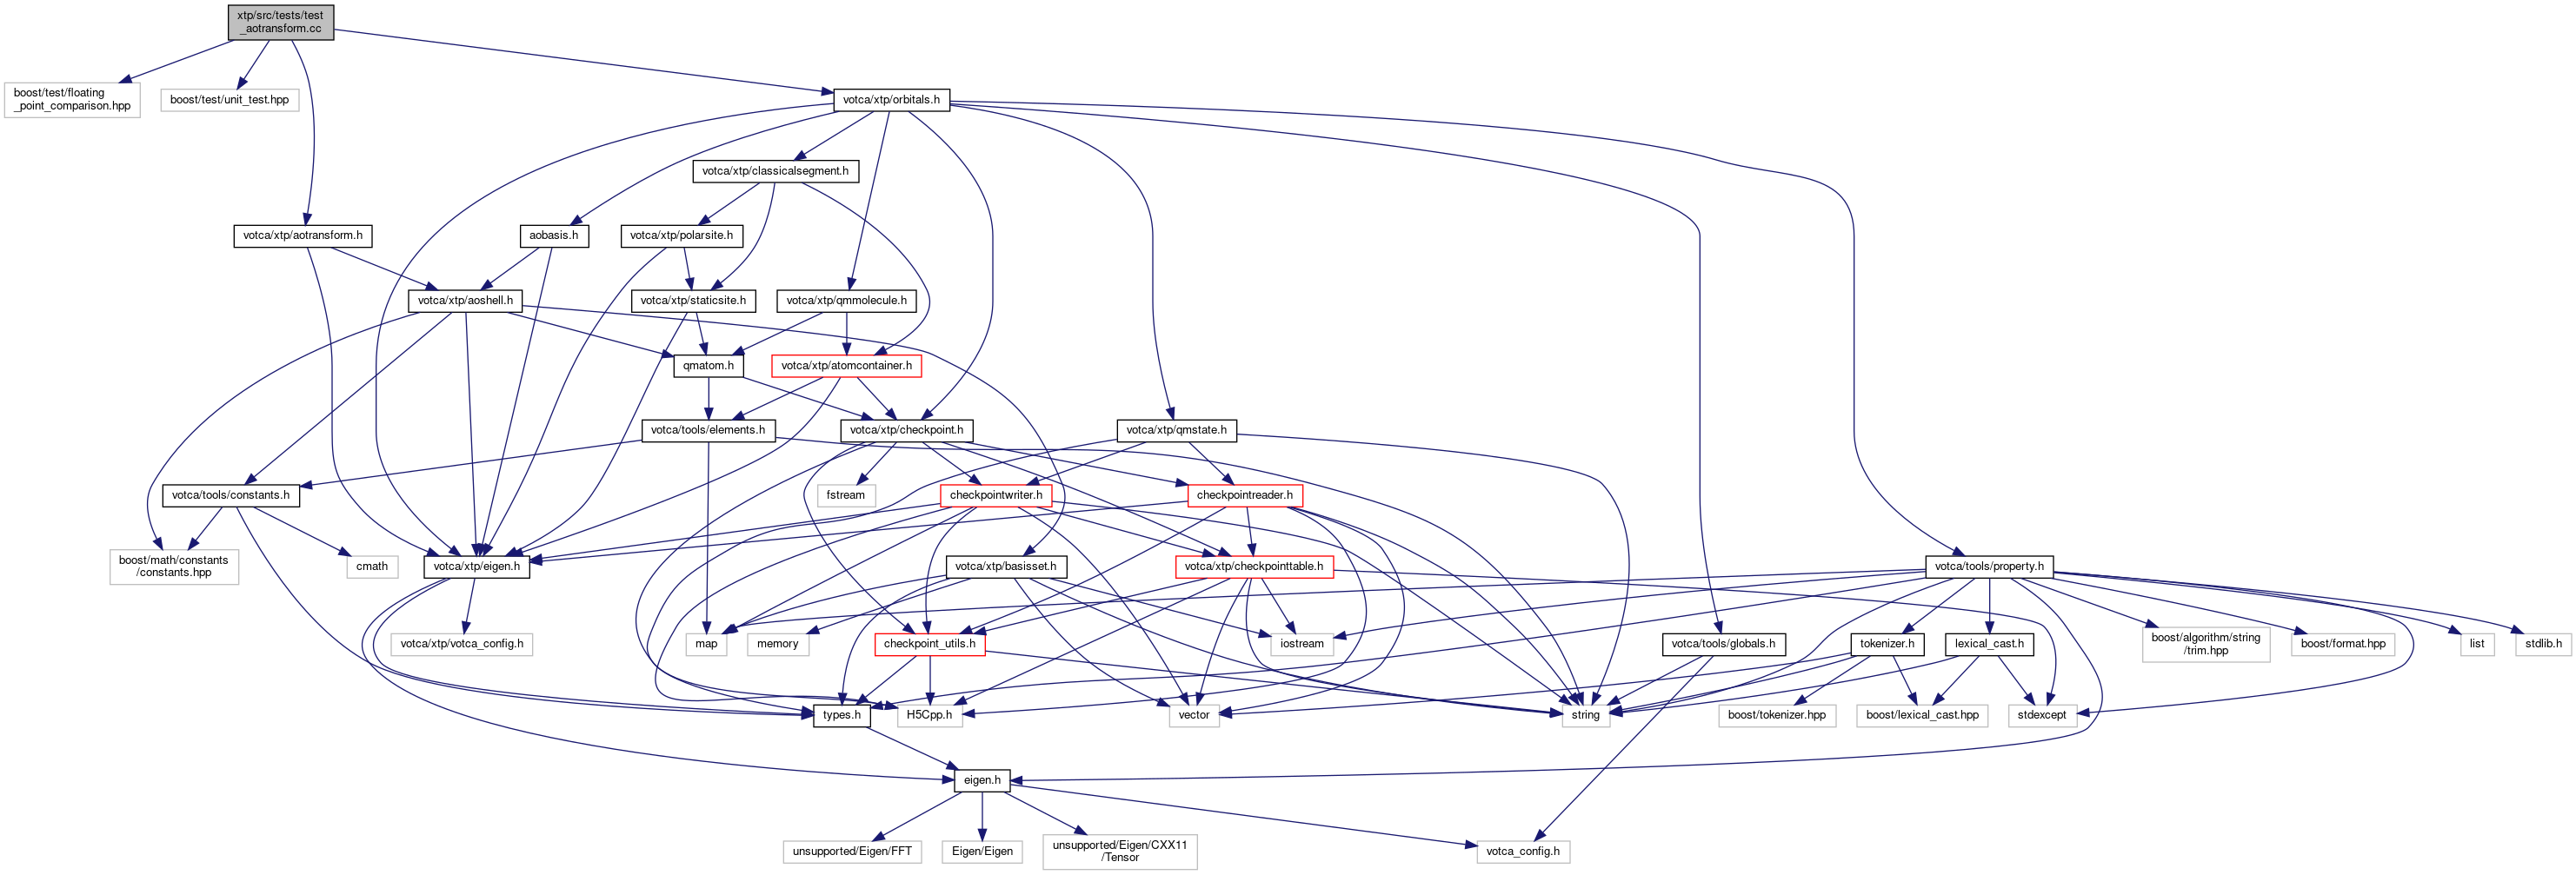 xtp/src/tests/test
_aotransform.cc
boost/test/floating
_point_comparison.hpp
boost/test/unit_test.hpp
votca/xtp/orbitals.h
votca/xtp/classicalsegment.h
votca/xtp/aotransform.h
aobasis.h
votca/xtp/polarsite.h
votca/xtp/aoshell.h
votca/xtp/staticsite.h
votca/xtp/qmmolecule.h
qmatom.h
votca/xtp/atomcontainer.h
votca/tools/elements.h
votca/xtp/checkpoint.h
votca/xtp/qmstate.h
votca/tools/constants.h
fstream
checkpointwriter.h
checkpointreader.h
boost/math/constants
/constants.hpp
cmath
votca/xtp/eigen.h
votca/xtp/basisset.h
votca/xtp/checkpointtable.h
votca/tools/property.h
votca/xtp/votca_config.h
map
memory
checkpoint_utils.h
iostream
votca/tools/globals.h
tokenizer.h
lexical_cast.h
boost/algorithm/string
/trim.hpp
boost/format.hpp
list
stdlib.h
types.h
H5Cpp.h
vector
string
boost/tokenizer.hpp
boost/lexical_cast.hpp
stdexcept
eigen.h
unsupported/Eigen/FFT
Eigen/Eigen
unsupported/Eigen/CXX11
/Tensor
votca_config.h